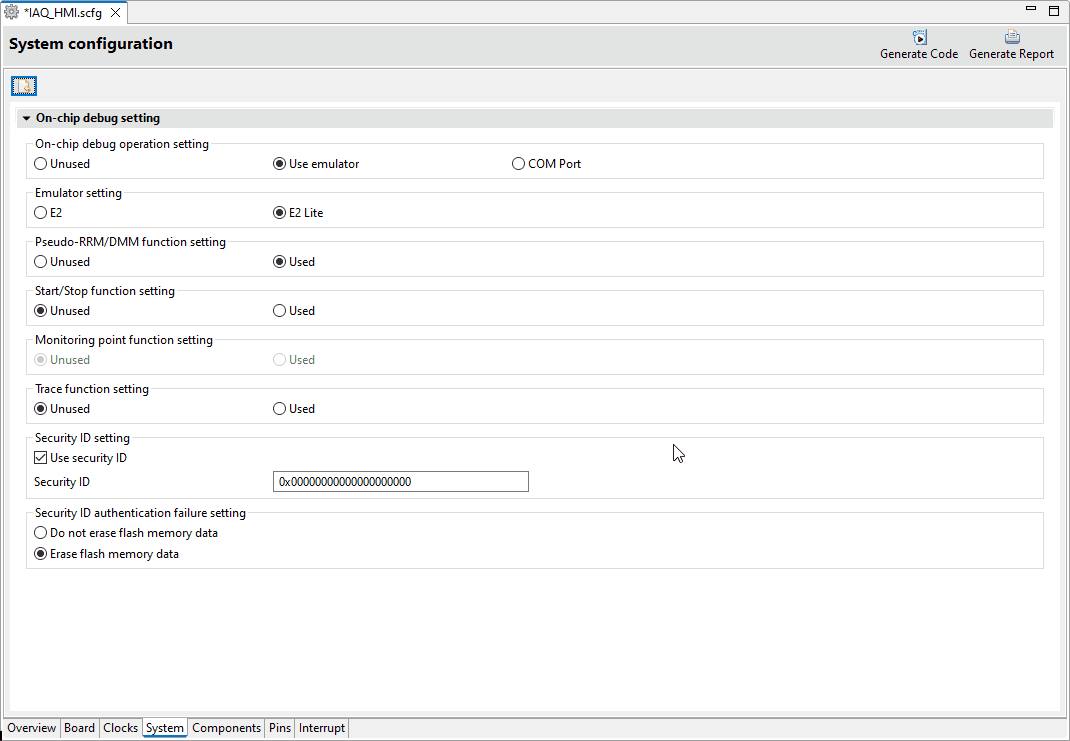 *IAQ_HMI.scfg
System configuration
Generate Code
Generate Report
On-chip debug setting
On-chip debug operation setting
Unused Use emulator COM Port
Emulator setting
E2 E2 Lite
Pseudo-RRM/DMM function setting
Unused Used
Start/Stop function setting
Unused Used
Monitoring point function setting
Unused Used
Trace function setting
Unused Used
Security ID setting
Use security ID
Security ID 0x00000000000000000000
Security ID authentication failure setting
Do not erase flash memory data
Erase flash memory data
Overview Board Clocks System Components Pins Interrupt